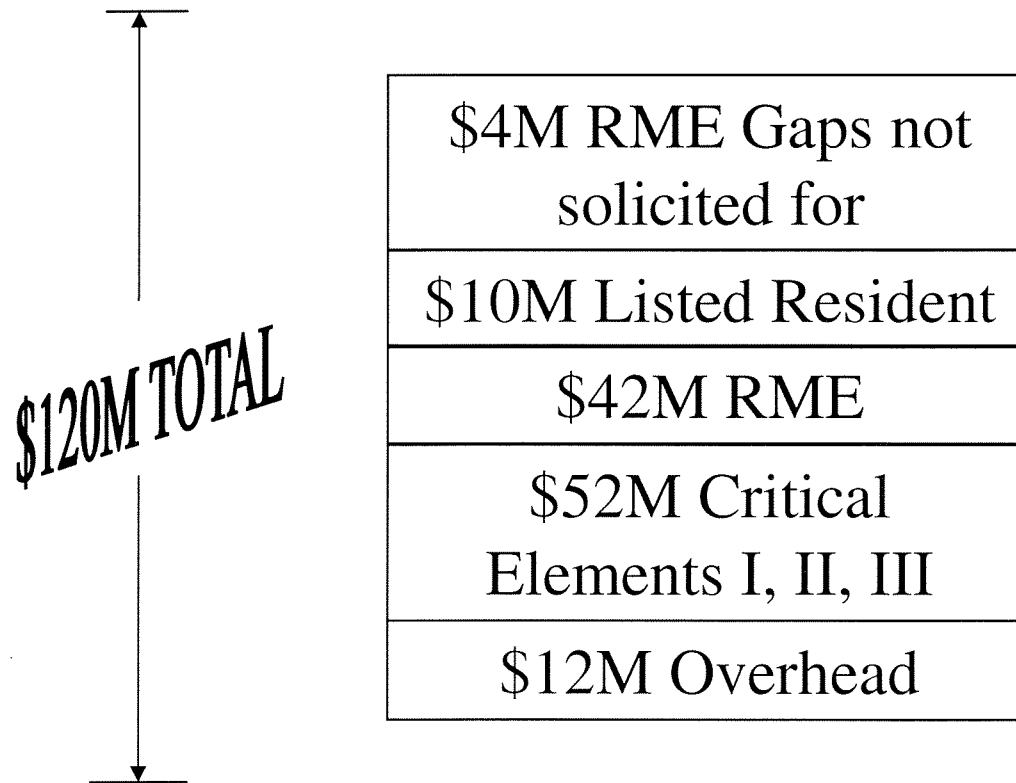 $120M TOTAL
$4M RME Gaps not
solicited for
$10M Listed Resident
$42M RME
$52M Critical
Elements I, II, III
$12M Overhead